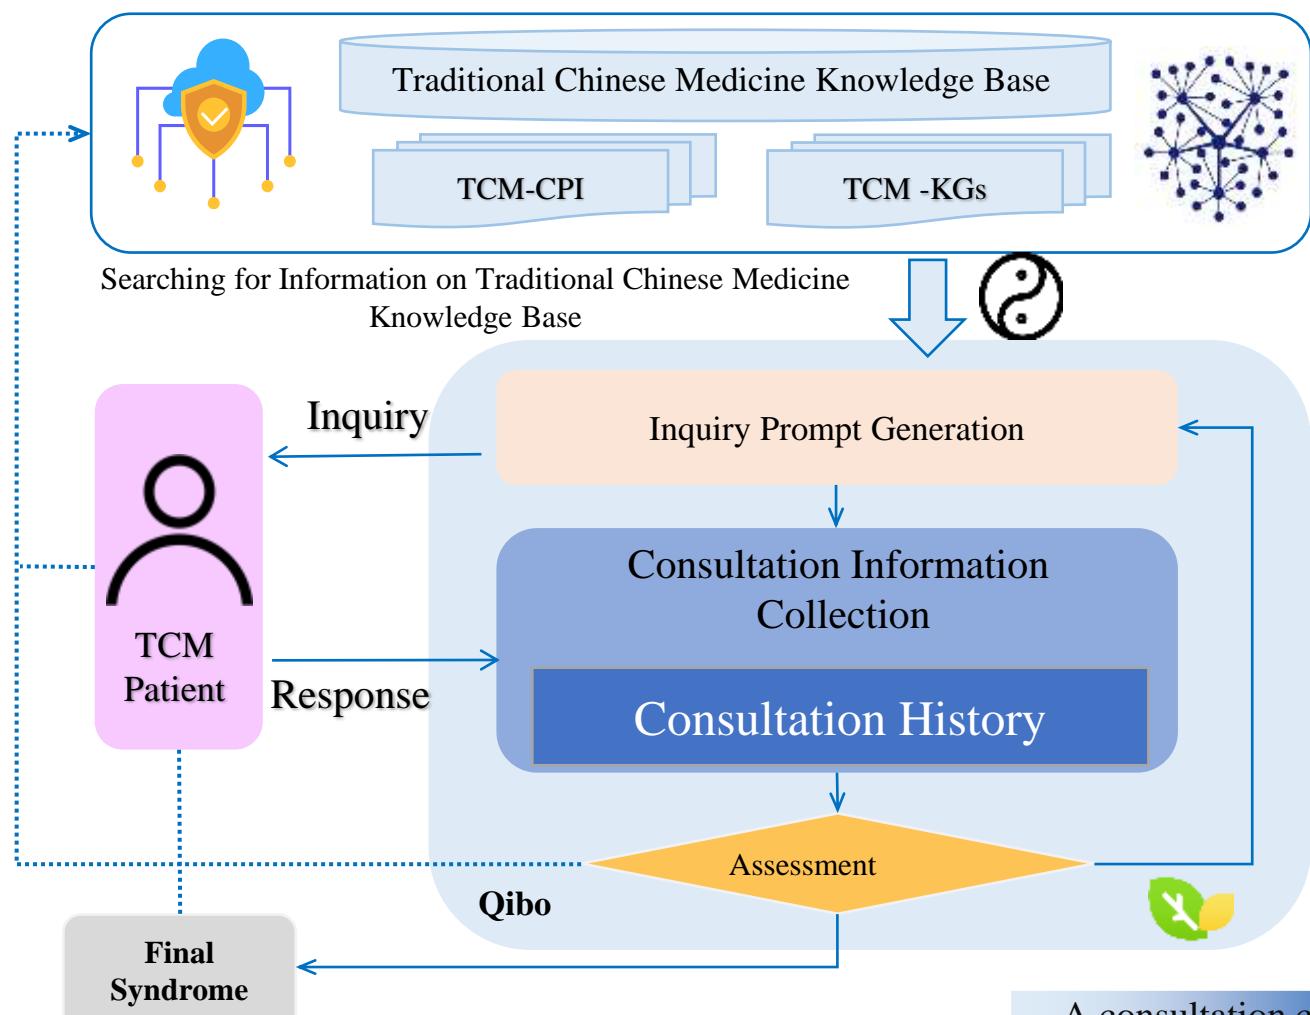 Traditional Chinese Medicine Knowledge Base
TCM-CPI
TCM -KGs
Searching for Information on Traditional Chinese Medicine
Knowledge Base
Inquiry
Inquiry Prompt Generation
Consultation Information
Collection
TCM
Patient
Response
Consultation History
Assessment
Qibo
Final
Syndrome
A consultation